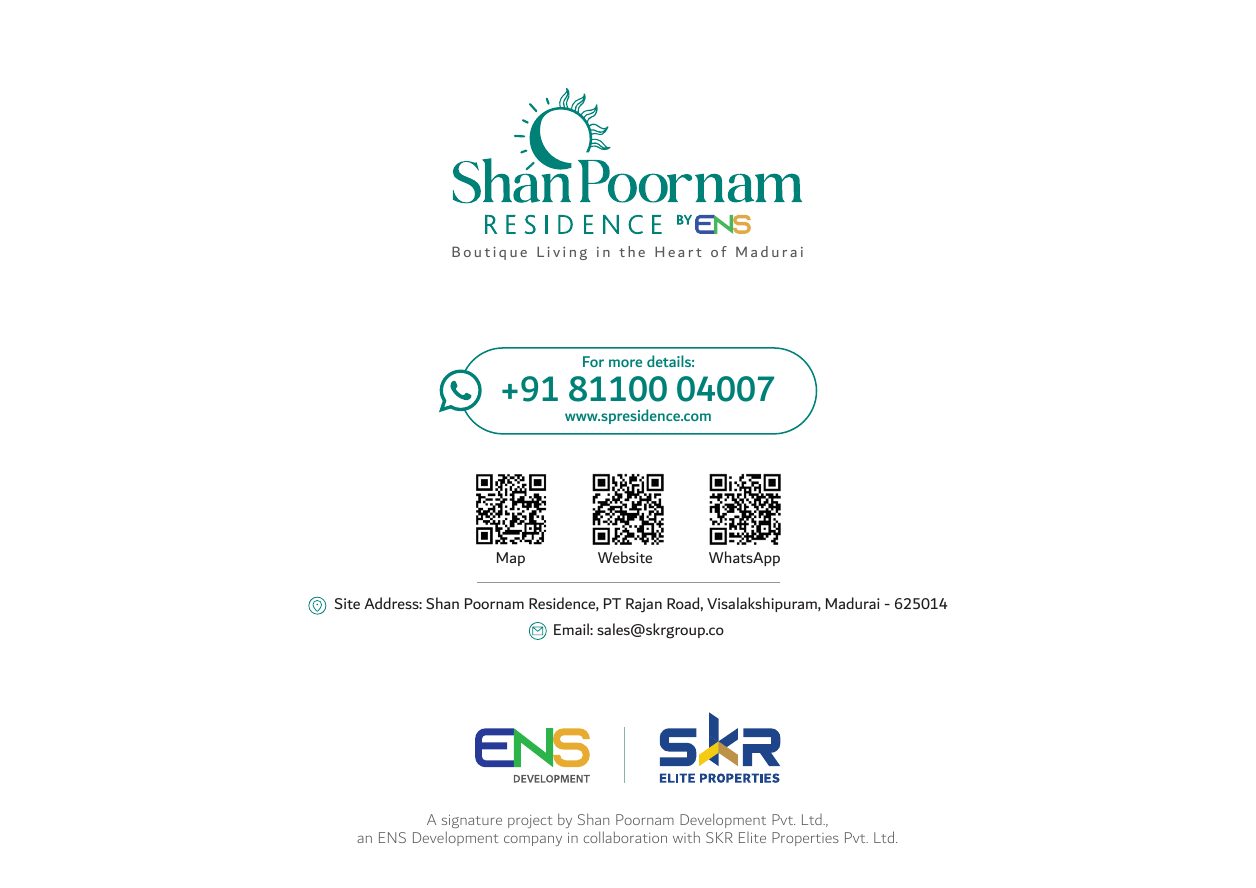 Shan Poornam
RESIDENCE BY ENS
Boutique Living in the Heart of Madurai
For more details:
+91 81100 04007
www.spresidence.com
Map Website WhatsApp
Site Address: Shan Poornam Residence, PT Rajan Road, Visalakshipuram, Madurai - 625014
Email: sales@skrgroup.co
ENS SKR
DEVELOPMENT ELITE PROPERTIES
A signature project by Shan Poornam Development Pvt. Ltd.,
an ENS Development company in collaboration with SKR Elite Properties Pvt. Ltd.